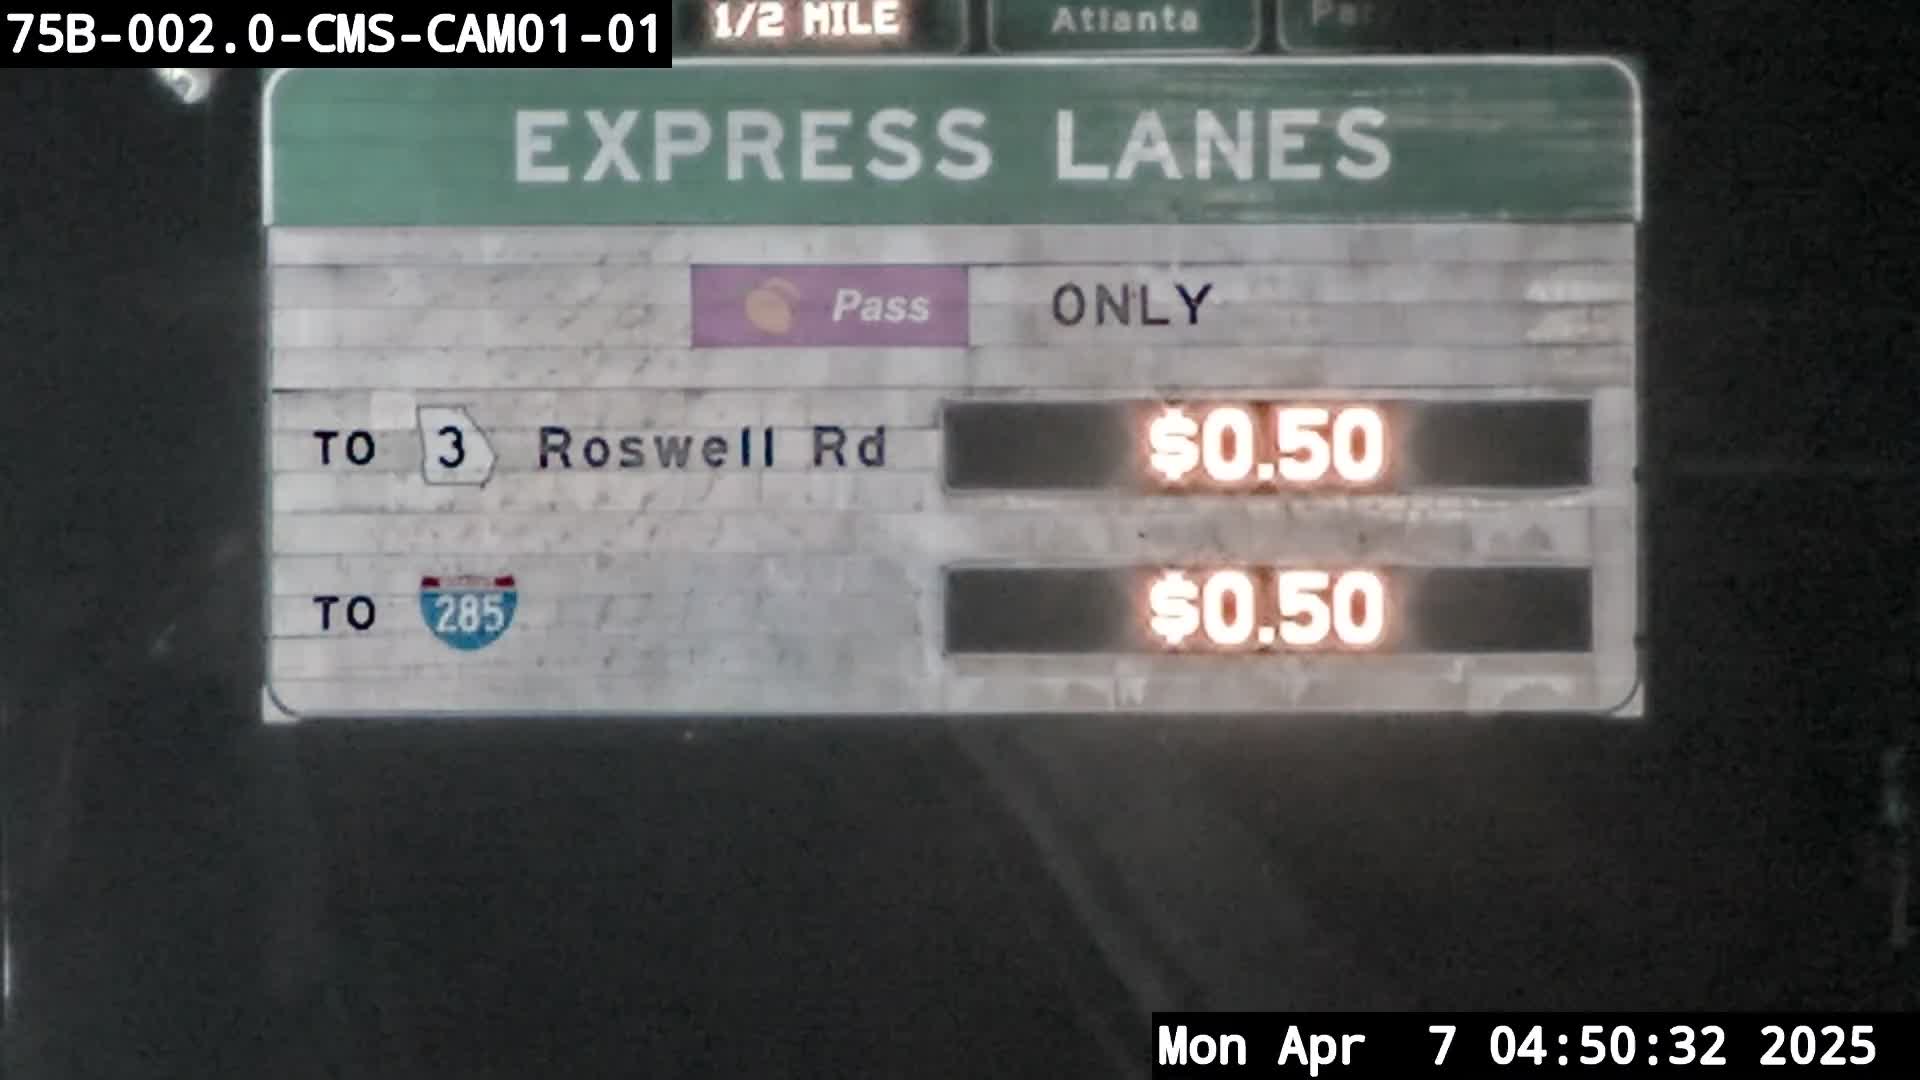 75B-002.0-CMS-CAM01-01
1/2 MILE
Atlanta
EXPRESS LANES
Pass ONLY
TO 3 Roswell Rd $0.50
TO 285 $0.50
Mon Apr 7 04:50:32 2025